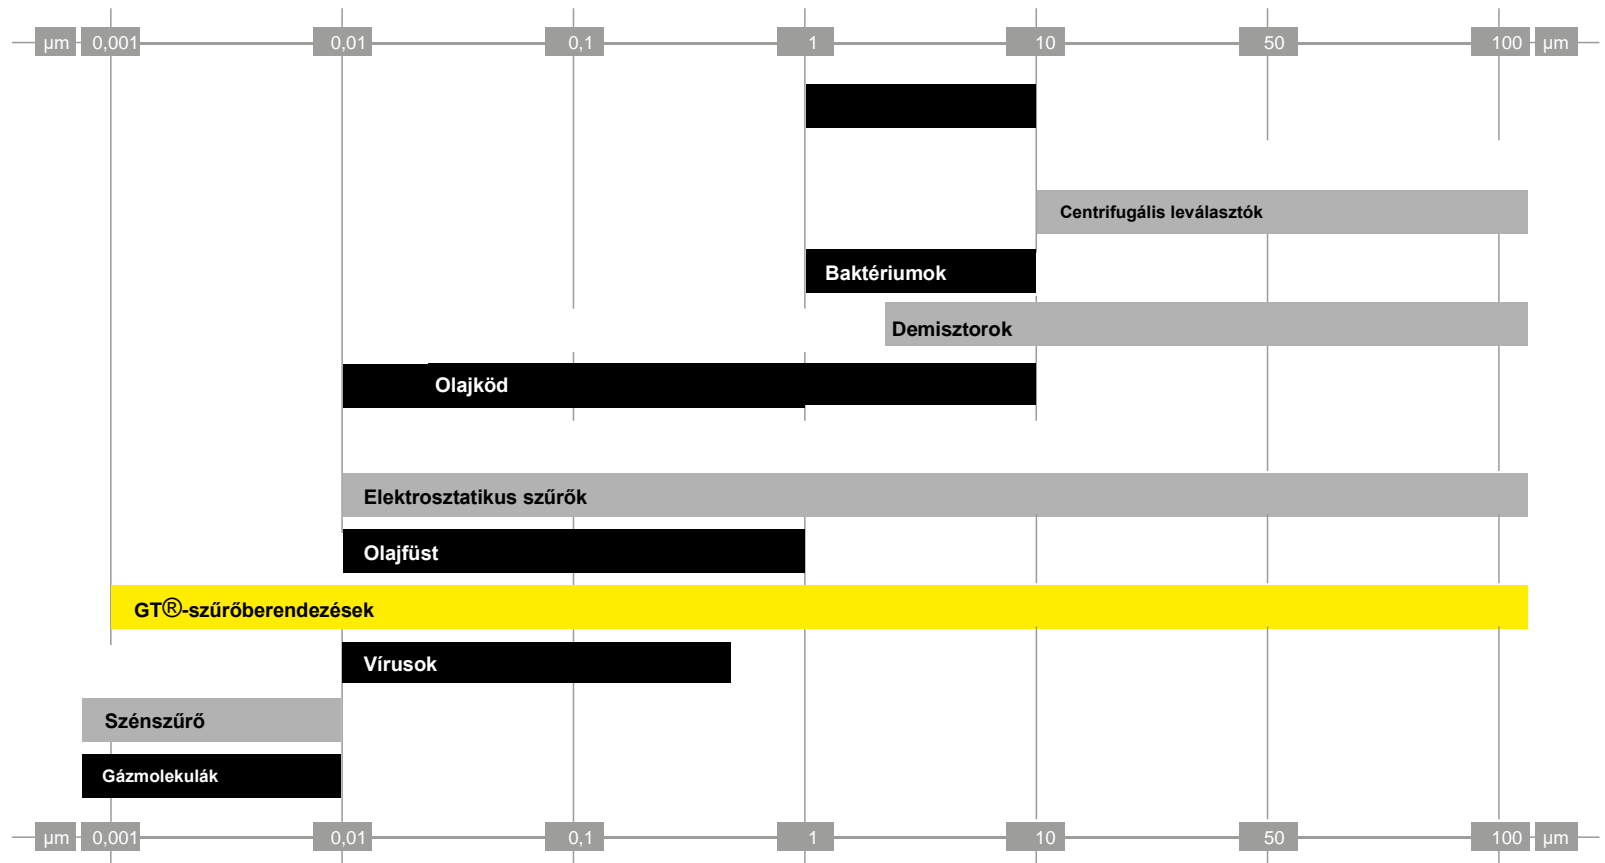 µm 0,001 0,01 0,1 1 10 50 100 µm
Centrifugális leválasztók
Baktériumok
Demisztorok
Olajköd
Elektrosztatikus szűrők
Olajfüst
GT®-szűrőberendezések
Vírusok
Szénszűrő
Gázmolekulák
µm 0,001 0,01 0,1 1 10 50 100 µm